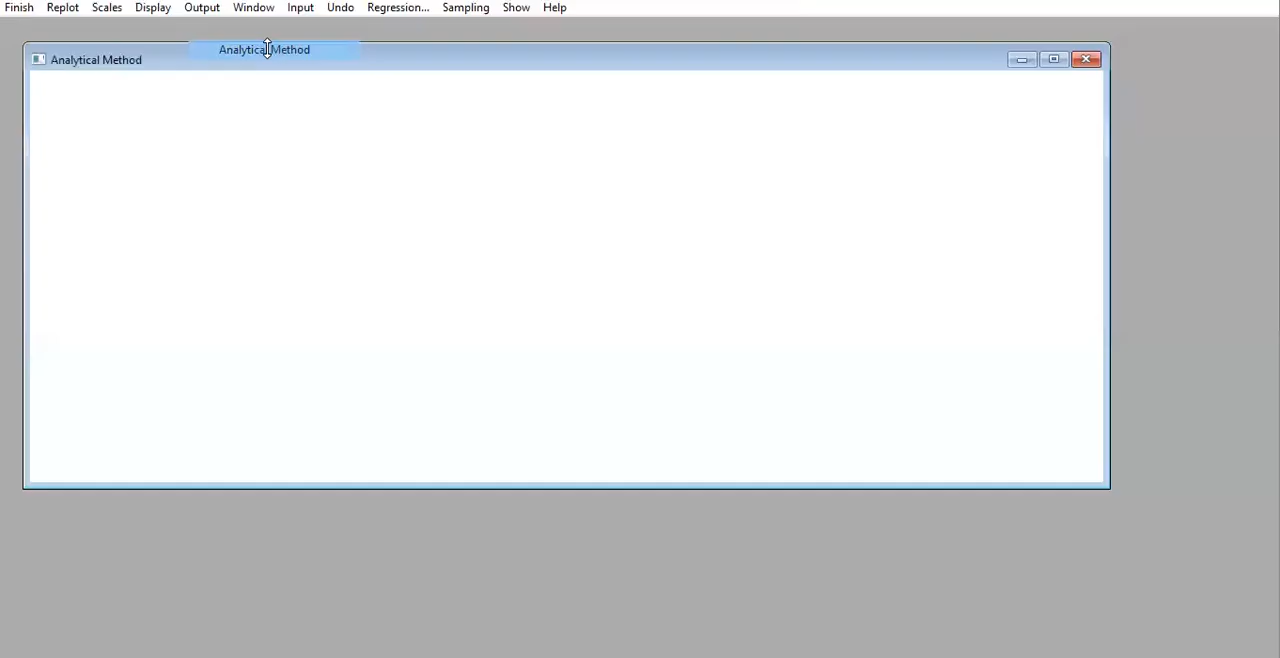 Finish Replot Scales Display Output Window Input Undo Regression... Sampling Show Help
Analytical Method
Analytical Method